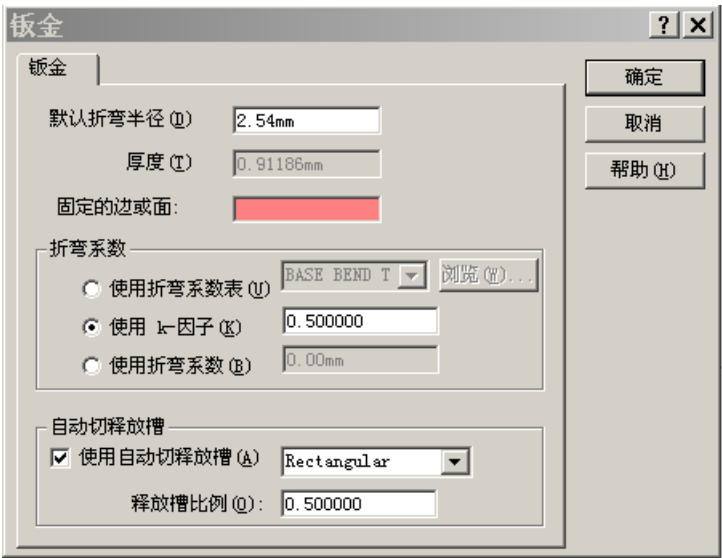 钣金
钣金
确定
默认折弯半径(D) 2.54mm
取消
厚度(T) 0.91186mm
帮助(H)
固定的边或面:
折弯系数
使用折弯系数表(U) BASE BEND T 浏览(W)...
使用 k-因子(K) 0.500000
使用折弯系数(B) 0.00mm
自动切释放槽
使用自动切释放槽(A) Rectangular
释放槽比例(O): 0.500000